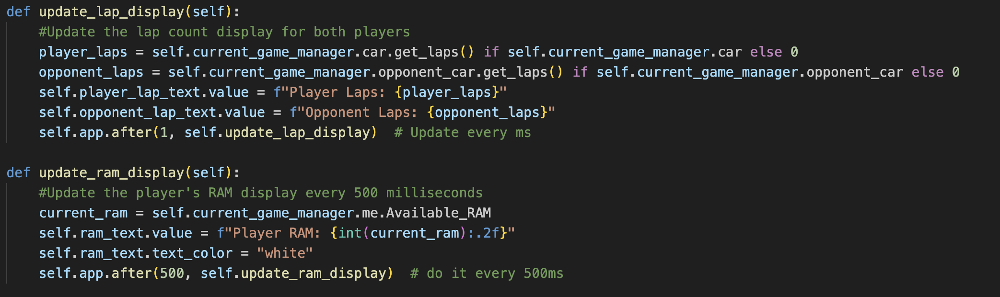 def update_lap_display(self):
    #Update the lap count display for both players
    player_laps = self.current_game_manager.car.get_laps() if self.current_game_manager.car else 0
    opponent_laps = self.current_game_manager.opponent_car.get_laps() if self.current_game_manager.opponent_car else 0
    self.player_lap_text.value = f"Player Laps: {player_laps}"
    self.opponent_lap_text.value = f"Opponent Laps: {opponent_laps}"
    self.app.after(1, self.update_lap_display)  # Update every ms

def update_ram_display(self):
    #Update the player's RAM display every 500 milliseconds
    current_ram = self.current_game_manager.me.Available_RAM
    self.ram_text.value = f"Player RAM: {int(current_ram):.2f}"
    self.ram_text.text_color = "white"
    self.app.after(500, self.update_ram_display)  # do it every 500ms